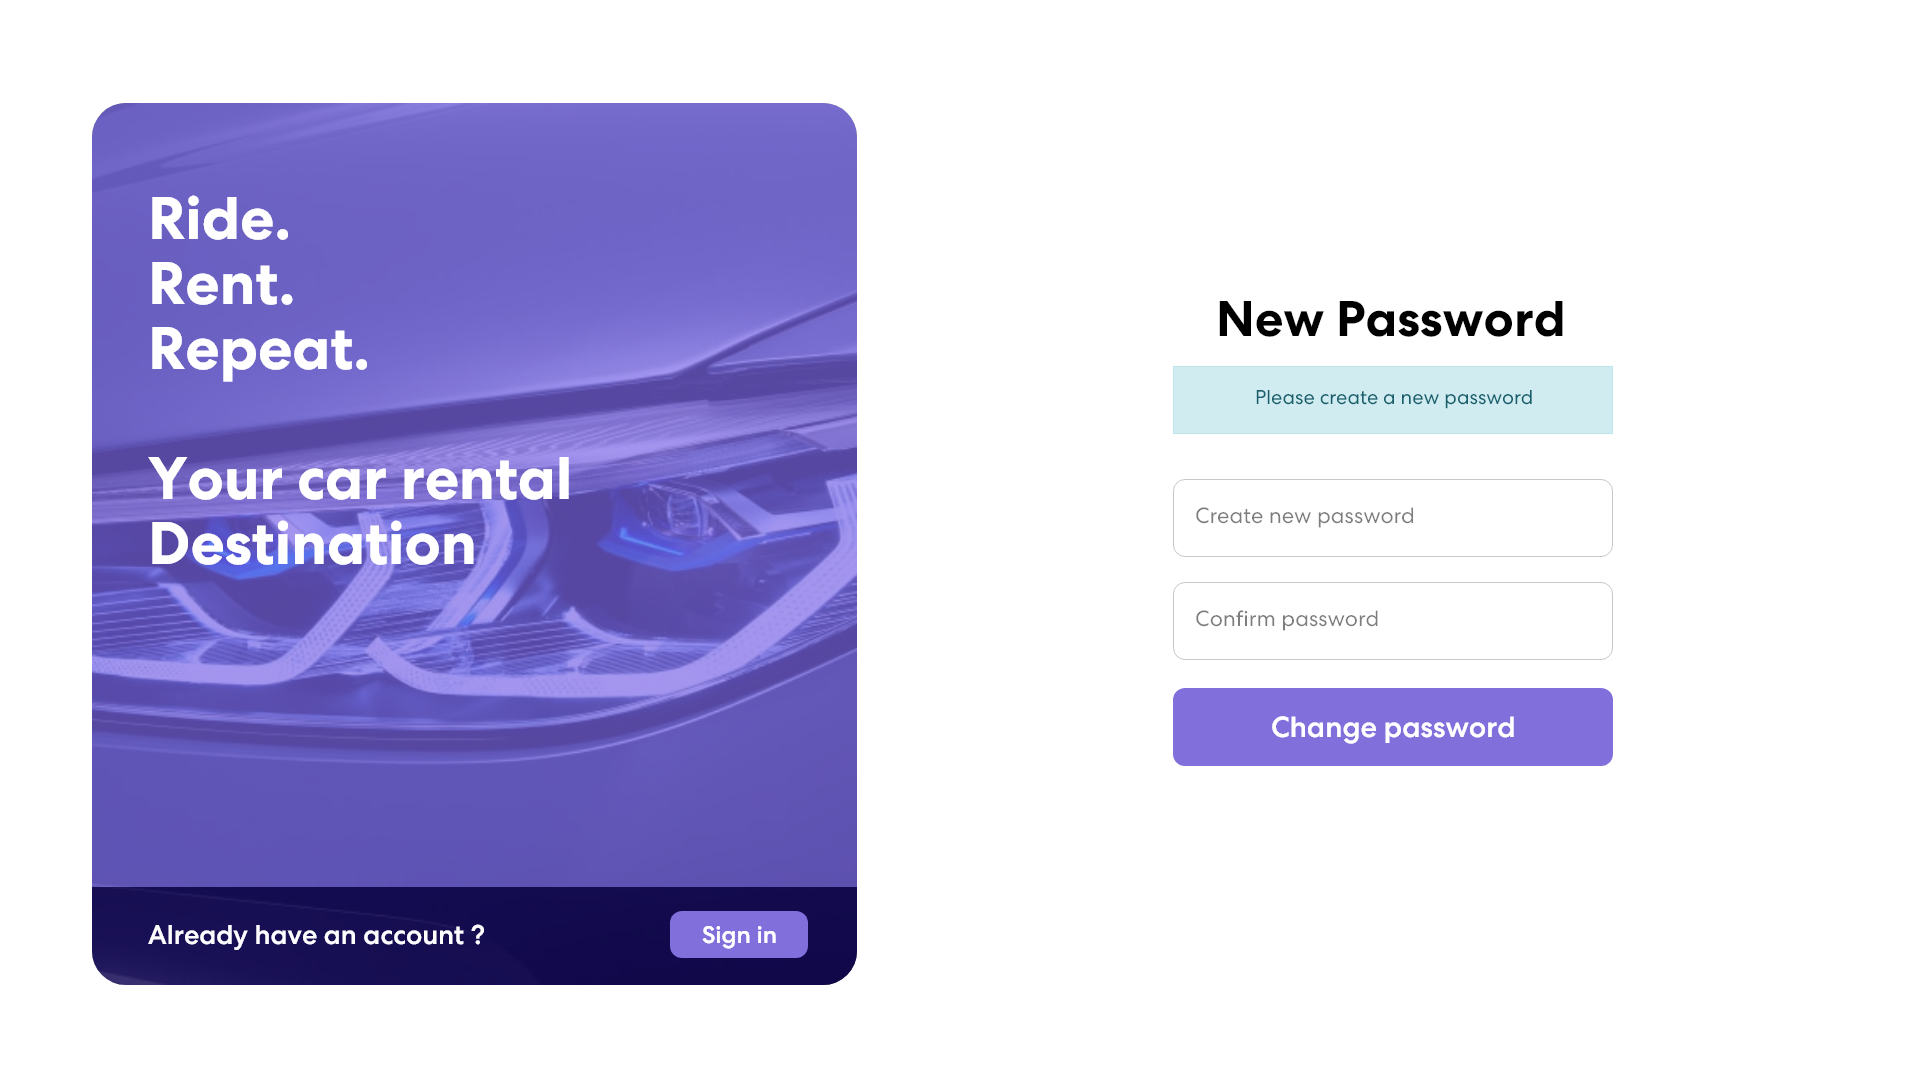 Ride.
Rent.
Repeat.
Your car rental
Destination
Already have an account ?
Sign in
New Password
Please create a new password
Create new password
Confirm password
Change password